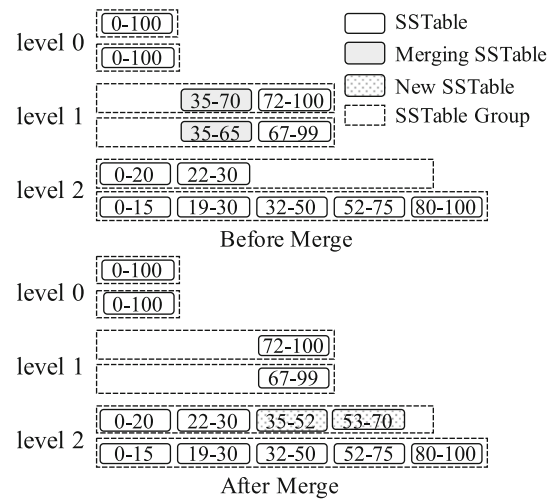 level 0
0-100
0-100
SSTable
Merging SSTable
New SSTable
SSTable Group
level 1
35-70 72-100
35-65 67-99
level 2
0-20 22-30
0-15 19-30 32-50 52-75 80-100
Before Merge
level 0
0-100
0-100
level 1
72-100
67-99
level 2
0-20 22-30 35-52 53-70
0-15 19-30 32-50 52-75 80-100
After Merge